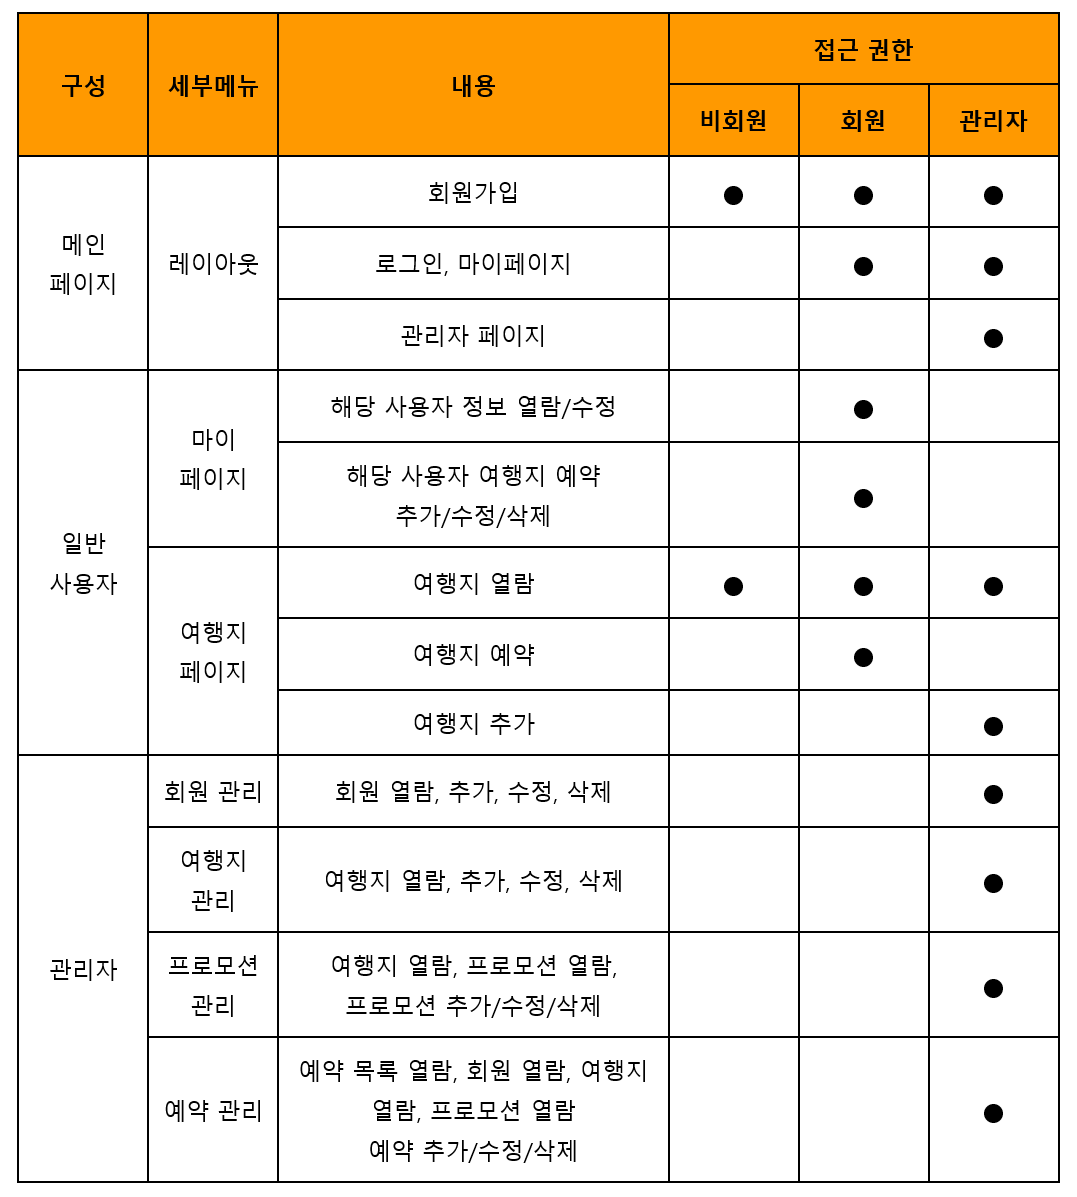 구성
세부메뉴
내용
접근 권한
비회원
회원
관리자
메인
페이지
레이아웃
회원가입
● ● ●
로그인, 마이페이지
● ●
관리자 페이지
●
일반
사용자
마이
페이지
해당 사용자 정보 열람/수정
●
해당 사용자 여행지 예약
추가/수정/삭제
●
여행지
페이지
여행지 열람
● ● ●
여행지 예약
●
여행지 추가
●
관리자
회원 관리
회원 열람, 추가, 수정, 삭제
●
여행지
관리
여행지 열람, 추가, 수정, 삭제
●
프로모션
관리
여행지 열람, 프로모션 열람,
프로모션 추가/수정/삭제
●
예약 관리
예약 목록 열람, 회원 열람, 여행지
열람, 프로모션 열람
예약 추가/수정/삭제
●